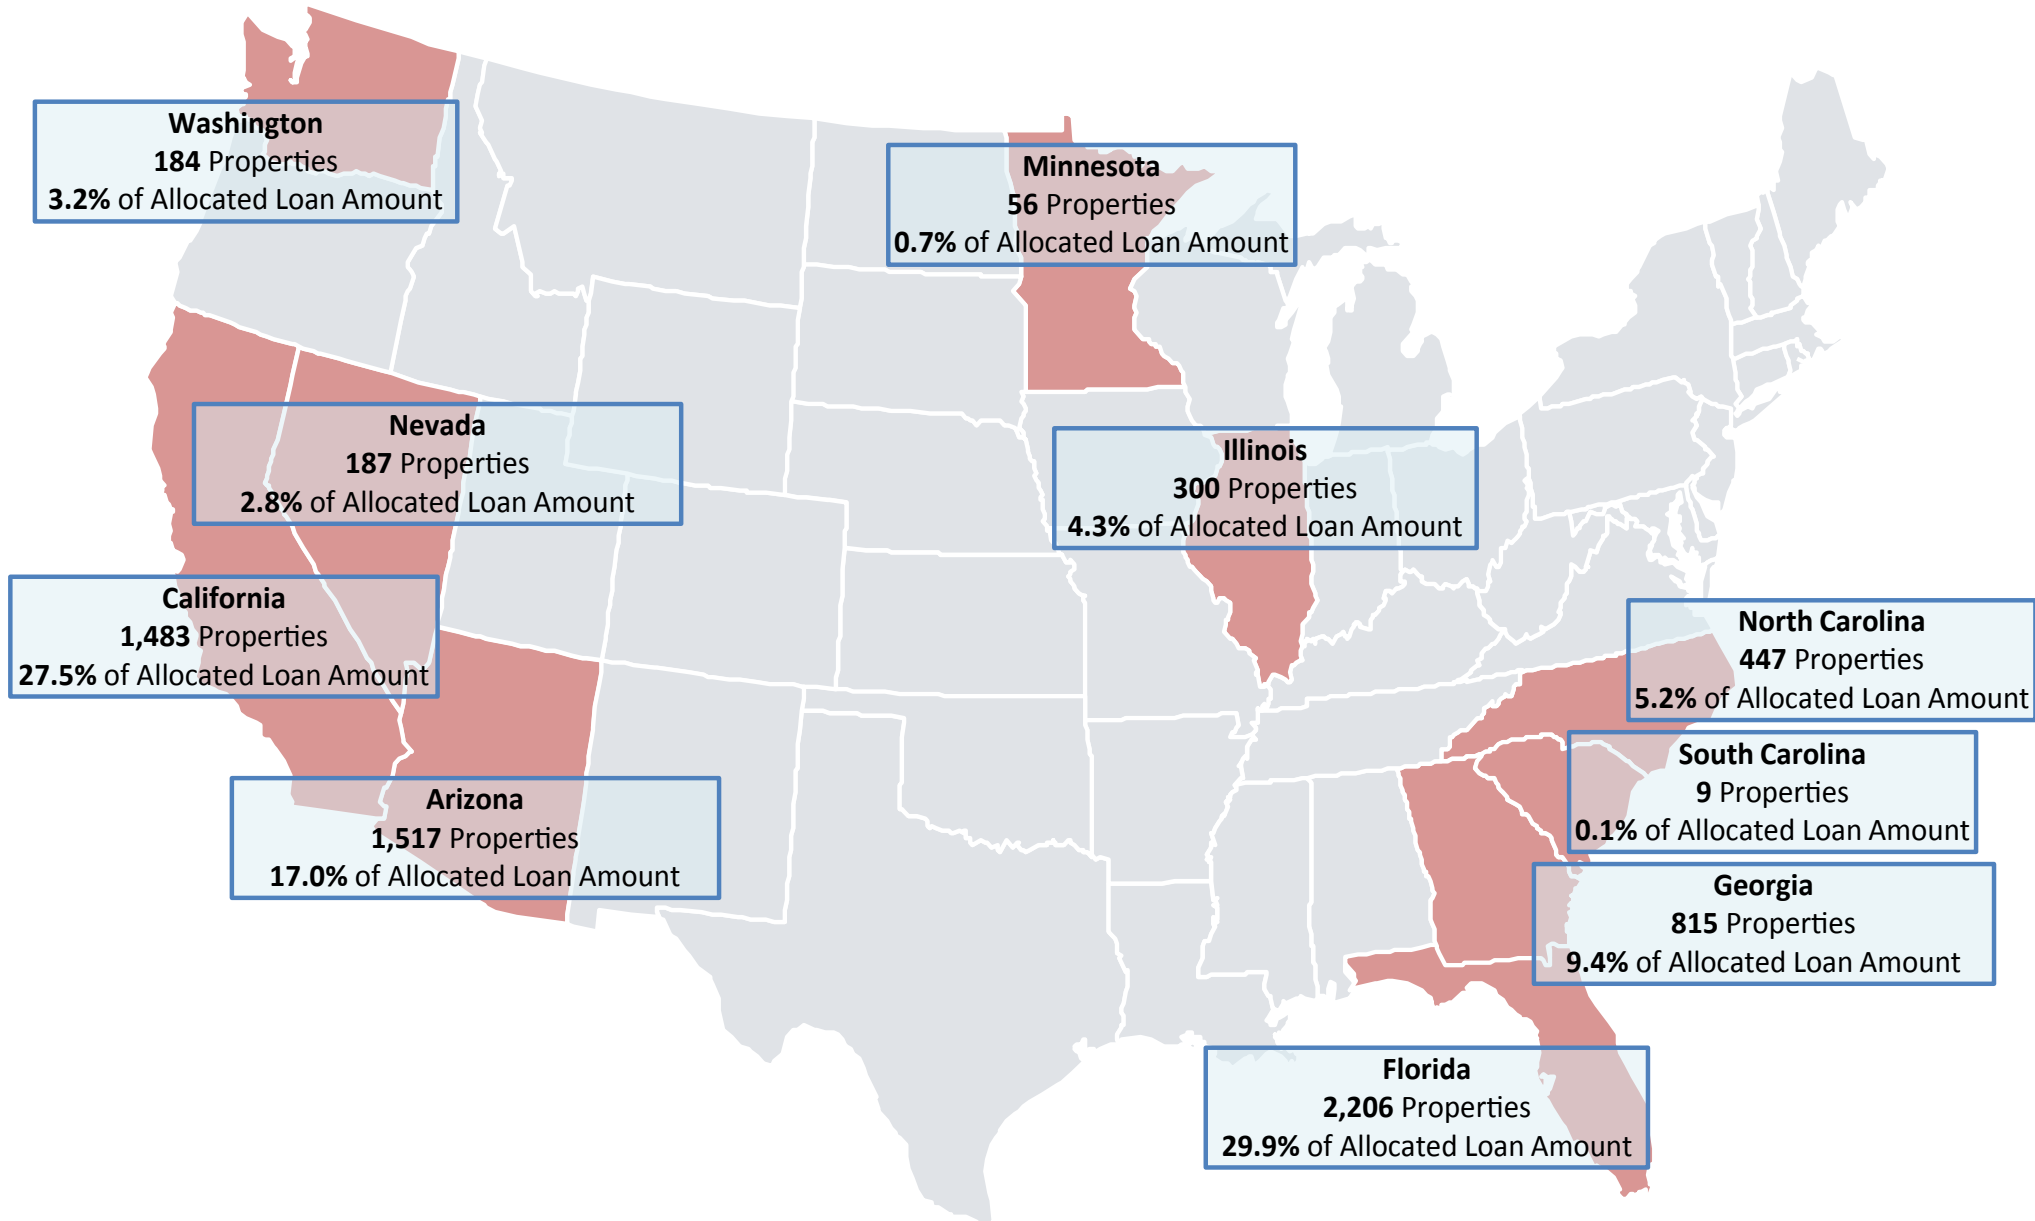 Washington
184 Properties
3.2% of Allocated Loan Amount
Minnesota
56 Properties
0.7% of Allocated Loan Amount
Nevada
187 Properties
2.8% of Allocated Loan Amount
Illinois
300 Properties
4.3% of Allocated Loan Amount
California
1,483 Properties
27.5% of Allocated Loan Amount
North Carolina
447 Properties
5.2% of Allocated Loan Amount
South Carolina
9 Properties
0.1% of Allocated Loan Amount
Arizona
1,517 Properties
17.0% of Allocated Loan Amount
Georgia
815 Properties
9.4% of Allocated Loan Amount
Florida
2,206 Properties
29.9% of Allocated Loan Amount